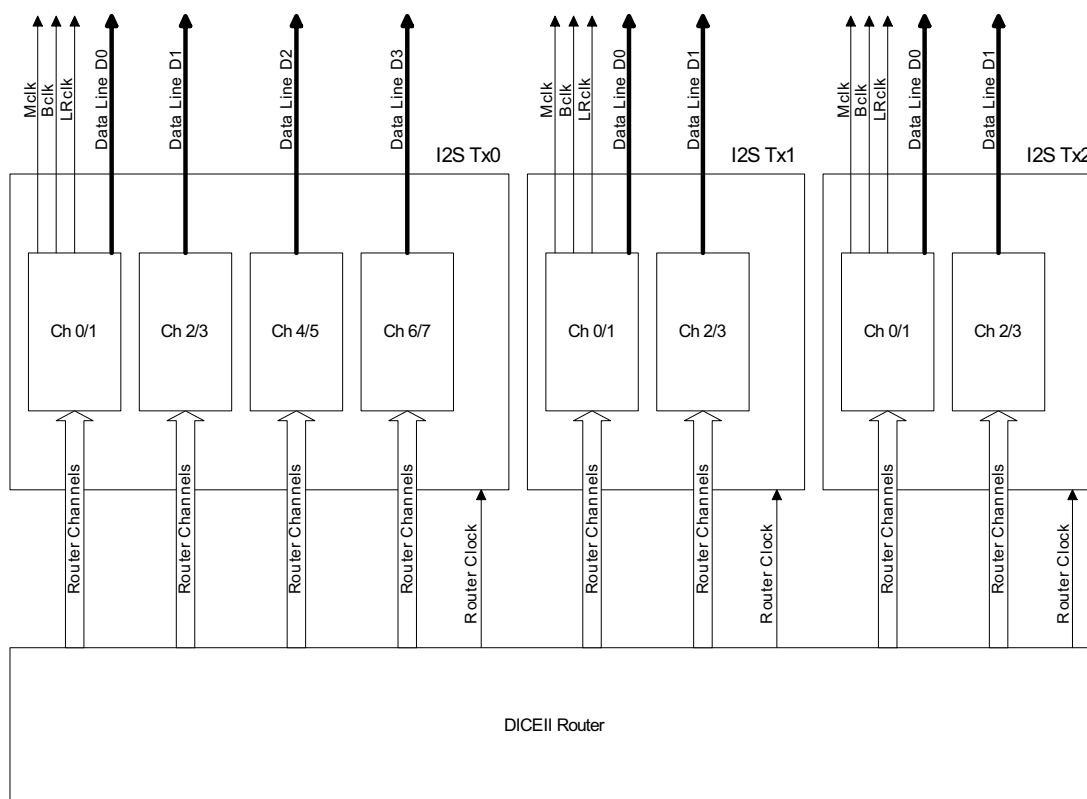 Mclk
Bclk
LRclk
Data Line D0
Data Line D1
Data Line D2
Data Line D3
Mclk
Bclk
LRclk
Data Line D0
Data Line D1
Mclk
Bclk
LRclk
Data Line D0
Data Line D1
I2S Tx0
I2S Tx1
I2S Tx2
Ch 0/1
Ch 2/3
Ch 4/5
Ch 6/7
Ch 0/1
Ch 2/3
Ch 0/1
Ch 2/3
Router Channels
Router Channels
Router Channels
Router Channels
Router Clock
Router Channels
Router Channels
Router Clock
Router Channels
Router Channels
Router Clock
DICEII Router